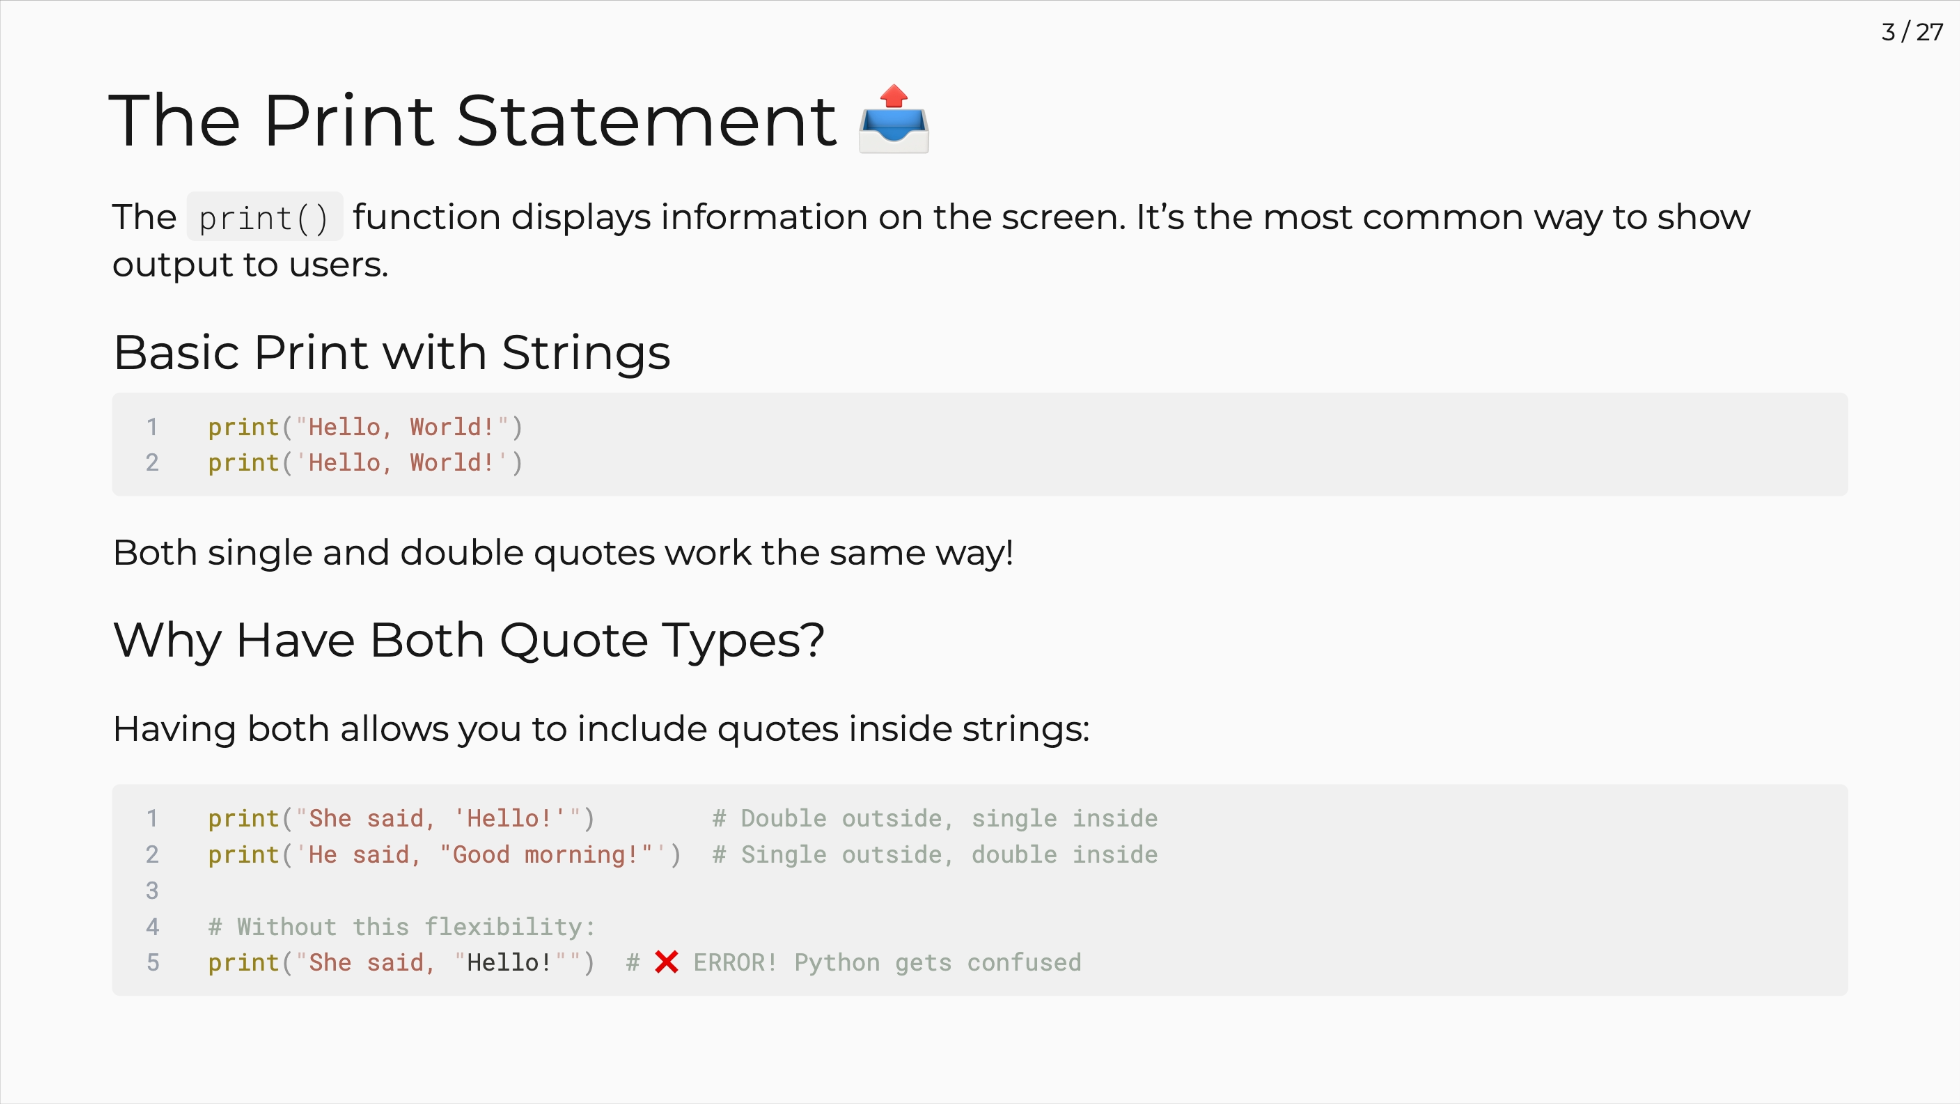 3 / 27
The Print Statement 📤
The print() function displays information on the screen. It’s the most common way to show
output to users.
Basic Print with Strings
1 print("Hello, World!")
2 print('Hello, World!')
Both single and double quotes work the same way!
Why Have Both Quote Types?
Having both allows you to include quotes inside strings:
1 print("She said, 'Hello!'") # Double outside, single inside
2 print('He said, "Good morning!"') # Single outside, double inside
3
4 # Without this flexibility:
5 print("She said, "Hello!"") # ❌ ERROR! Python gets confused